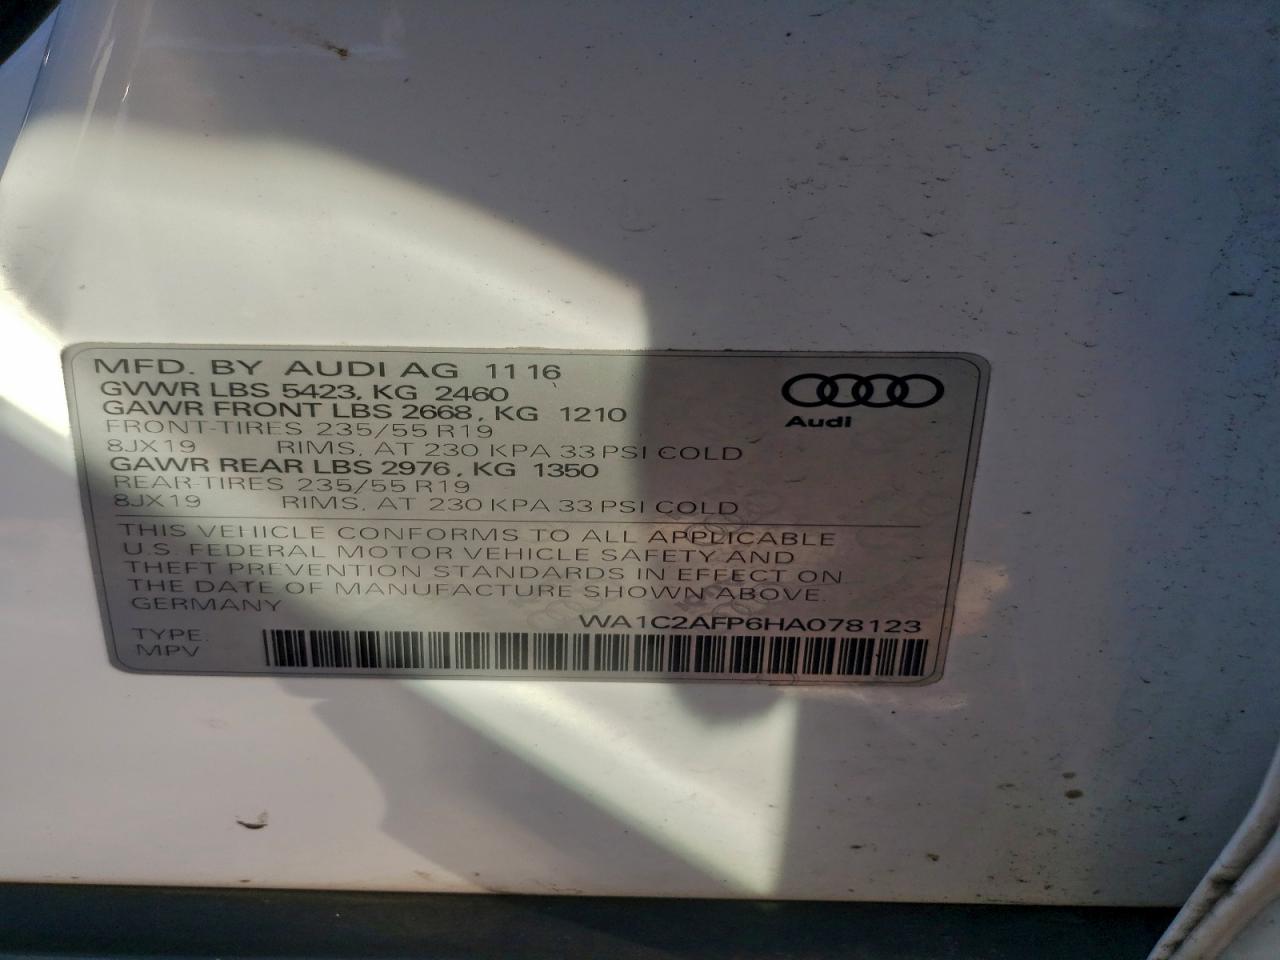 MFD. BY AUDI AG 11 16
GVWR LBS 5423, KG 2460
GAWR FRONT LBS 2668, KG 1210
FRONT-TIRES 235/55 R19
8JX19 RIMS, AT 230 KPA 33 PSI COLD
GAWR REAR LBS 2976, KG 1350
REAR-TIRES 235/55 R19
8JX19 RIMS, AT 230 KPA 33 PSI COLD
Audi
THIS VEHICLE CONFORMS TO ALL APPLICABLE
U.S. FEDERAL MOTOR VEHICLE SAFETY AND
THEFT PREVENTION STANDARDS IN EFFECT ON
THE DATE OF MANUFACTURE SHOWN ABOVE.
GERMANY
WA1C2AFP6HA078123
TYPE:
MPV